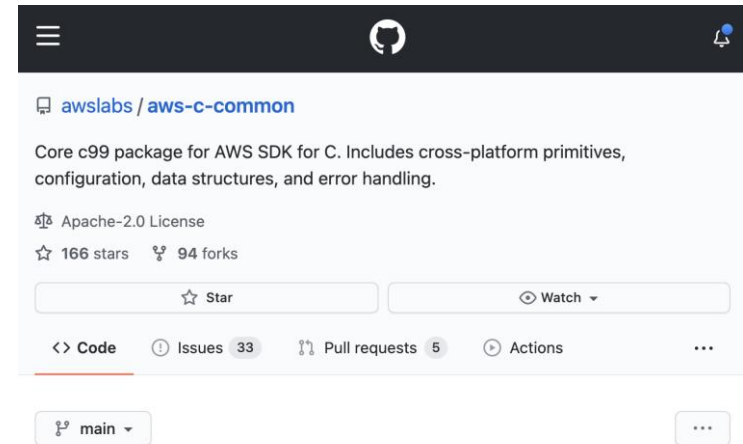 awslabs / aws-c-common
Core c99 package for AWS SDK for C. Includes cross-platform primitives,
configuration, data structures, and error handling.
Apache-2.0 License
166 stars 94 forks
Star Watch
<> Code Issues 33 Pull requests 5 Actions ...
main ...